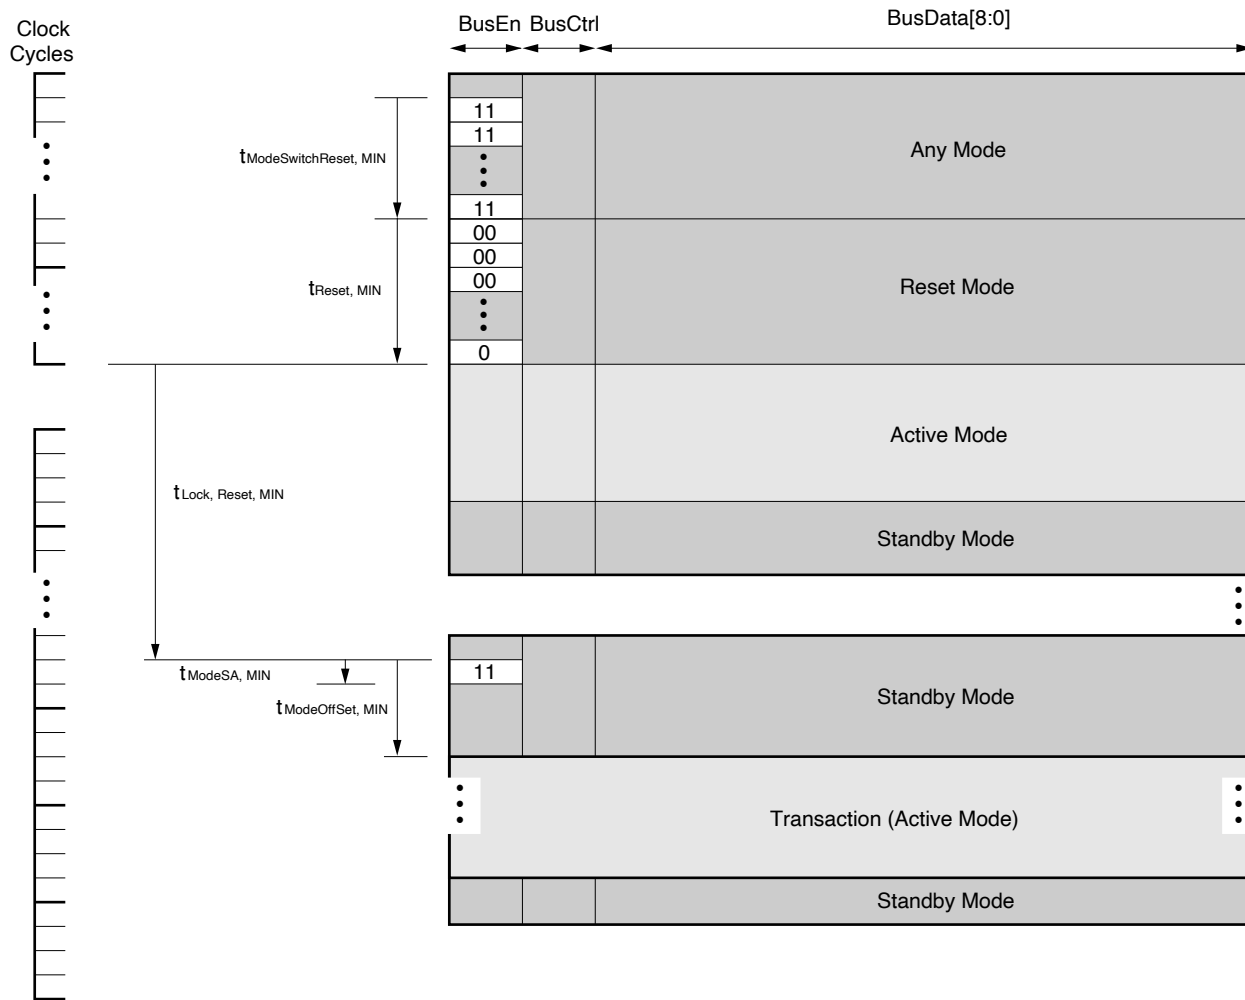 Clock
Cycles
BusEn
BusCtrl
BusData[8:0]
11
11
tModeSwitchReset, MIN
Any Mode
11
00
00
00
tReset, MIN
Reset Mode
0
Active Mode
tLock, Reset, MIN
Standby Mode
tModeSA, MIN
11
tModeOffSet, MIN
Standby Mode
Transaction (Active Mode)
Standby Mode